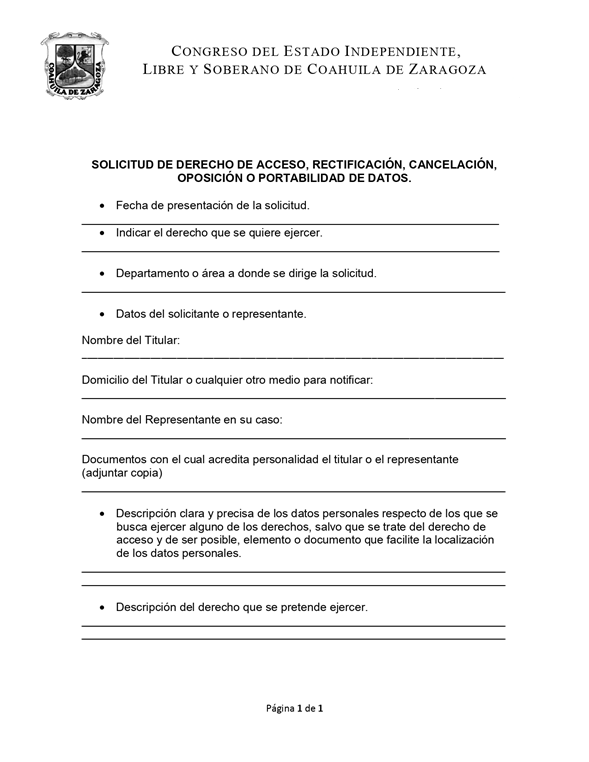 CONGRESO DEL ESTADO INDEPENDIENTE,
LIBRE Y SOBERANO DE COAHUILA DE ZARAGOZA
COAHUILA DE ZARAGOZA
SOLICITUD DE DERECHO DE ACCESO, RECTIFICACIÓN, CANCELACIÓN,
OPOSICIÓN O PORTABILIDAD DE DATOS.
• Fecha de presentación de la solicitud.
• Indicar el derecho que se quiere ejercer.
• Departamento o área a donde se dirige la solicitud.
• Datos del solicitante o representante.
Nombre del Titular:
Domicilio del Titular o cualquier otro medio para notificar:
Nombre del Representante en su caso:
Documentos con el cual acredita personalidad el titular o el representante
(adjuntar copia)
• Descripción clara y precisa de los datos personales respecto de los que se
busca ejercer alguno de los derechos, salvo que se trate del derecho de
acceso y de ser posible, elemento o documento que facilite la localización
de los datos personales.
• Descripción del derecho que se pretende ejercer.
Página 1 de 1